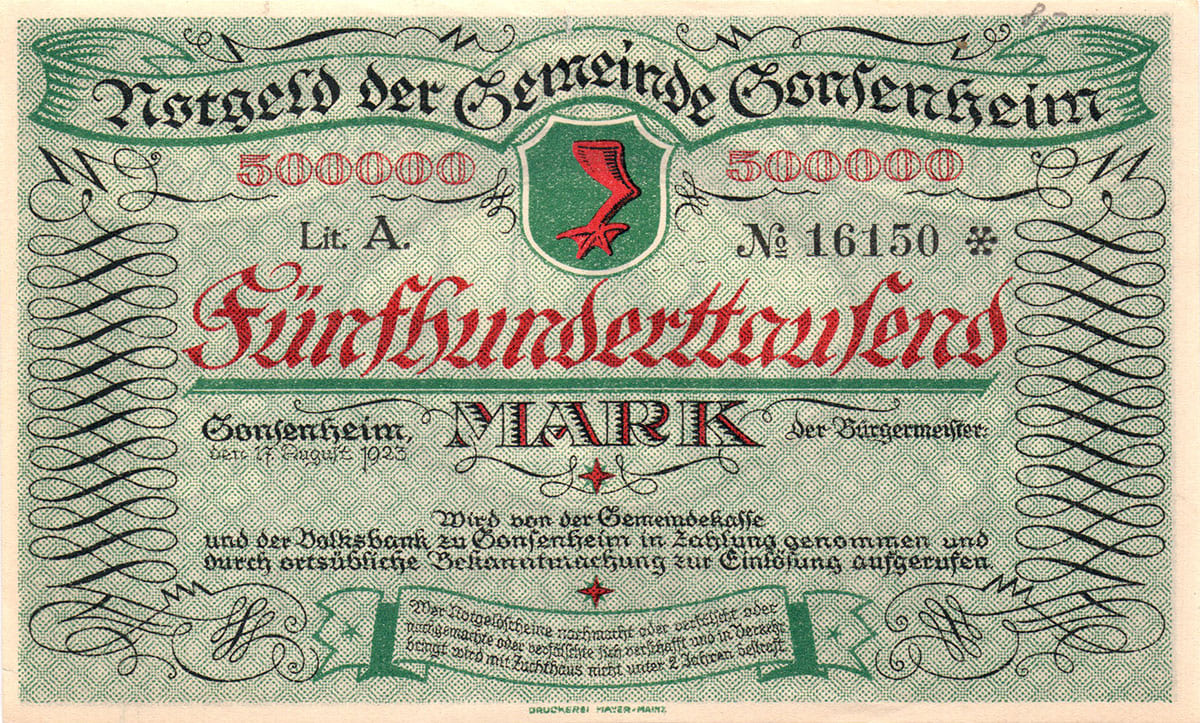 8,-
Notgeld der Gemeinde Gonsenheim
500000 500000
Lit. A. № 16150 ✻
Fünfhunderttausend
MARK
Gonsenheim, der Bürgermeister:
den 17. August 1923
Wird von der Gemeindekasse
und der Volksbank zu Gonsenheim in Zahlung genommen und
durch ortsübliche Bekanntmachung zur Einlösung aufgerufen.
Wer Notgeldscheine nachmacht oder verfälscht oder
nachgemachte oder verfälschte sich verschafft und in Verkehr
bringt wird mit Zuchthaus nicht unter 2 Jahren bestraft.
DRUCKEREI MAYER-MAINZ